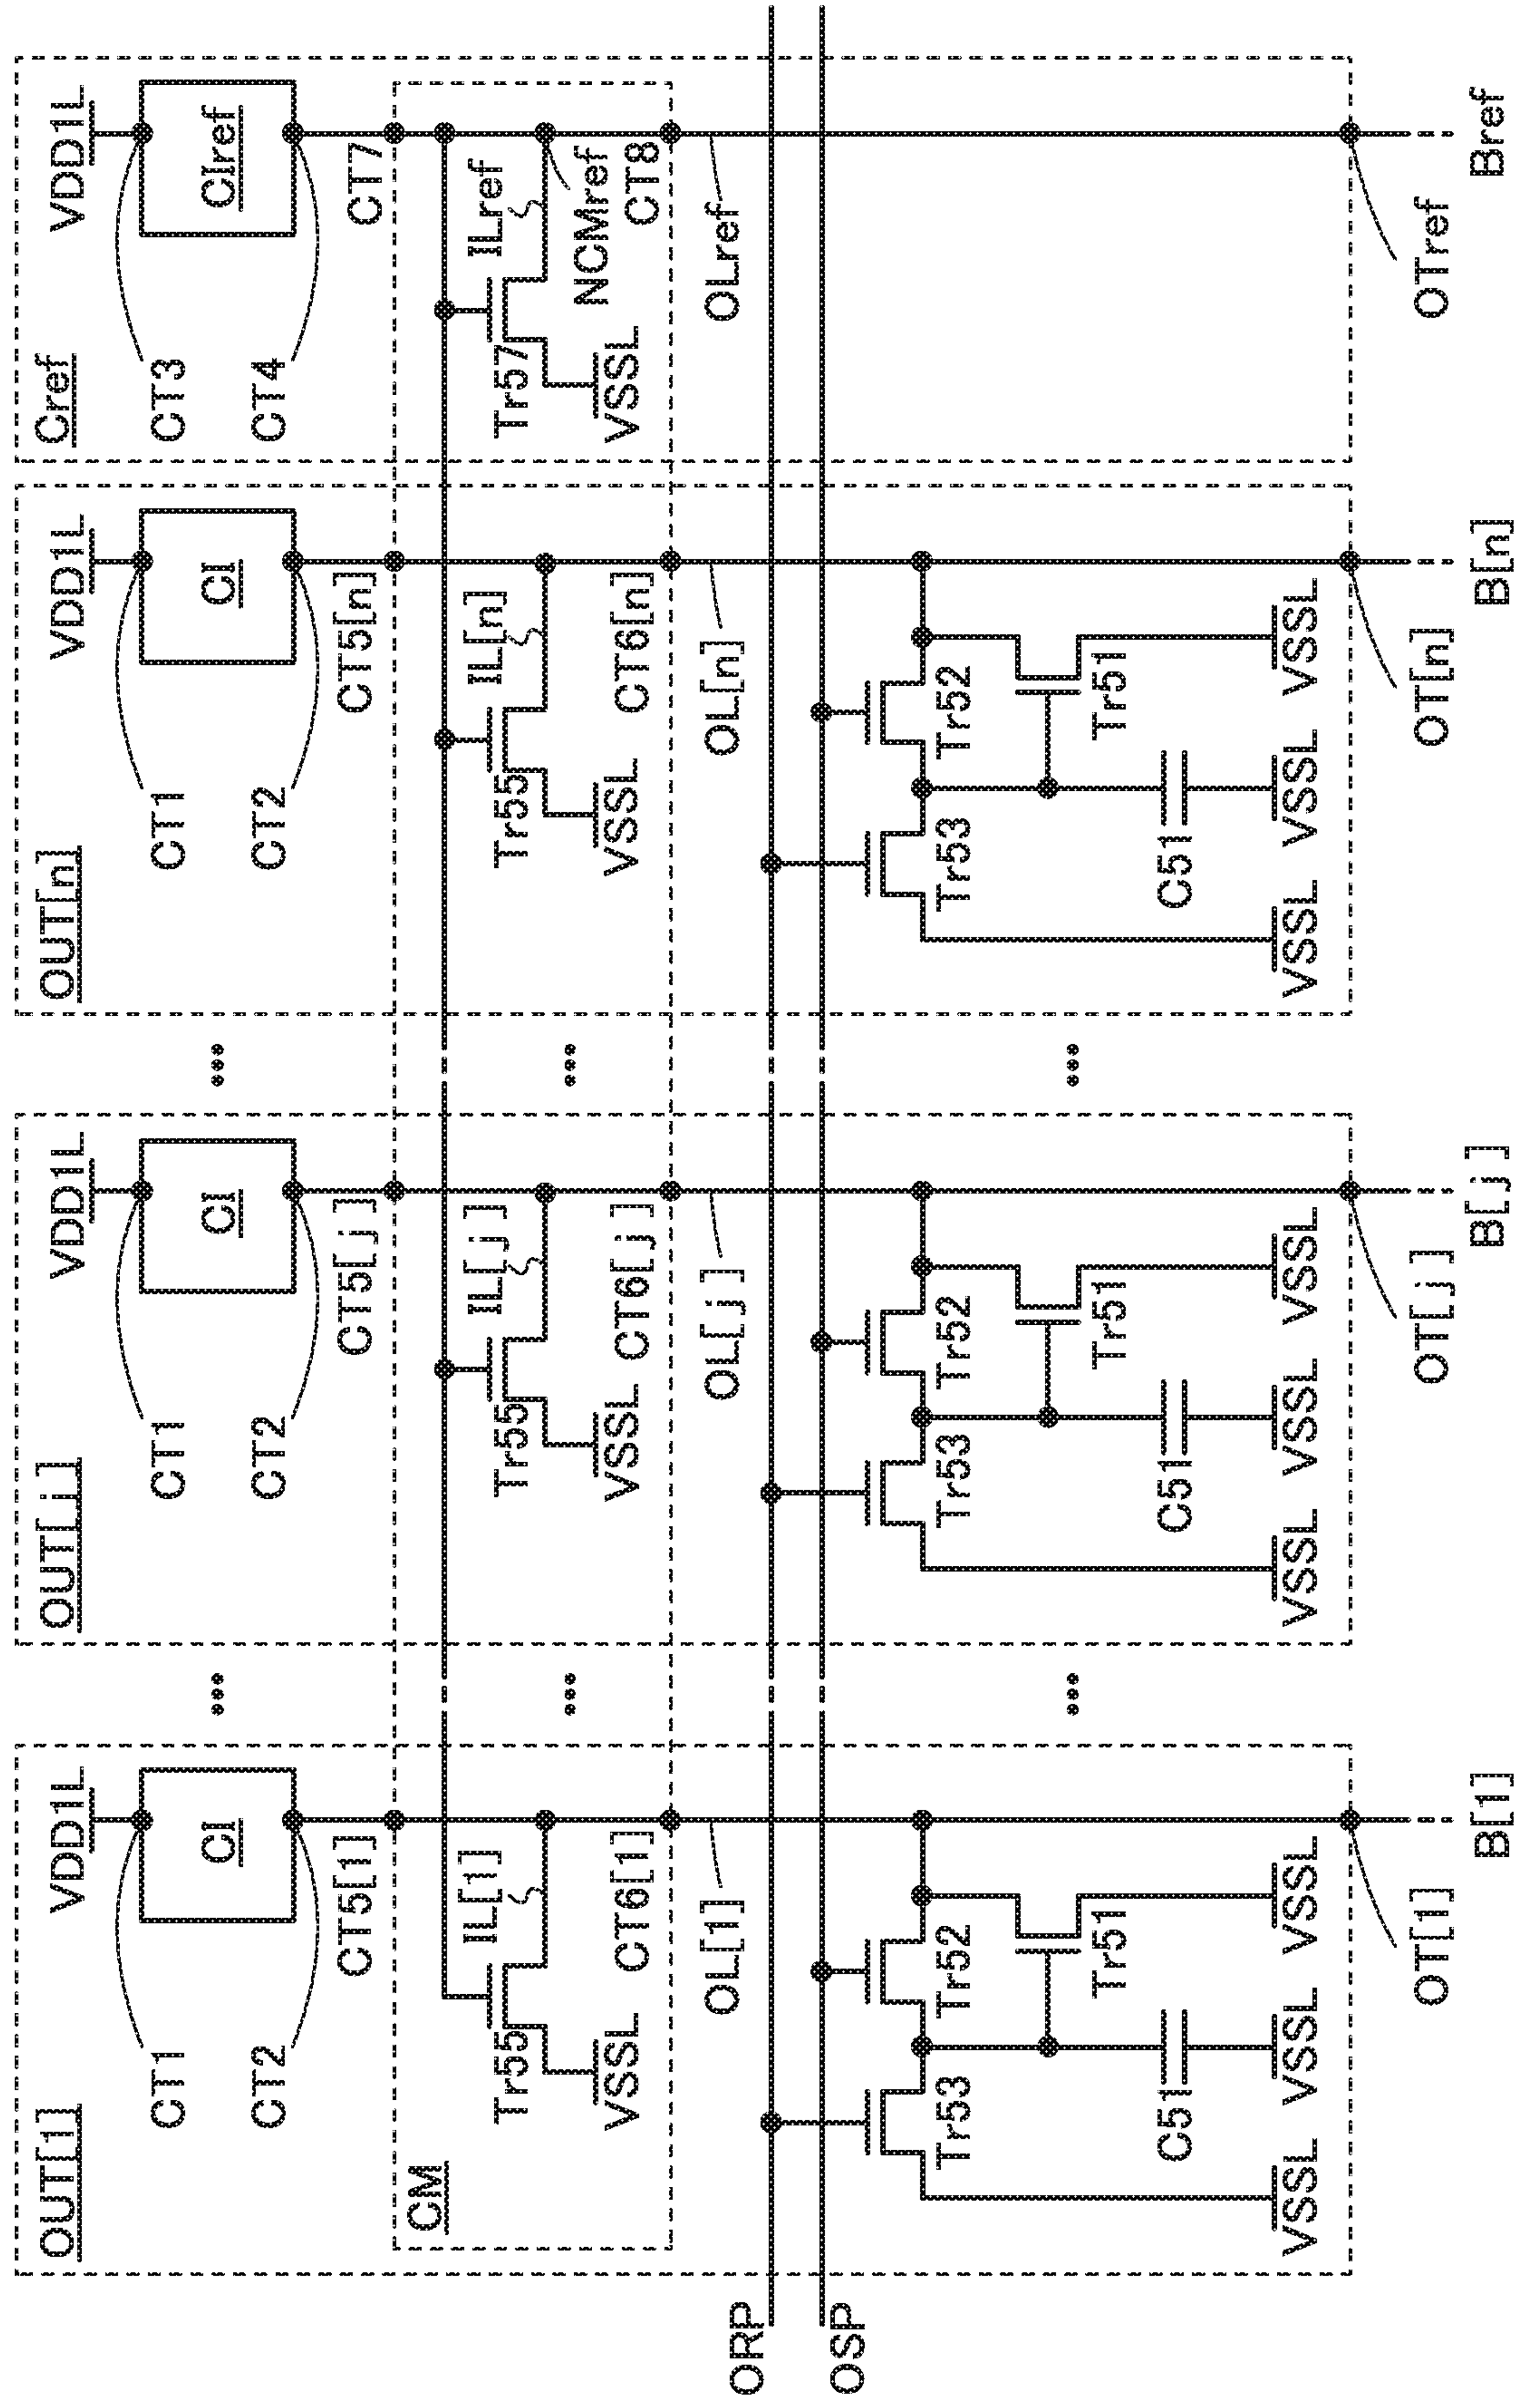 OUT[1]
VDD1L
CI
CT1
CT2
CT5[1]
CM
IL[1]
Tr55
VSSL
CT6[1]
OL[1]
Tr53
Tr52
Tr51
C51
VSSL
VSSL
VSSL
OT[1]
B[1]
OUT[j]
VDD1L
CI
CT1
CT2
CT5[j]
IL[j]
Tr55
VSSL
CT6[j]
OL[j]
Tr53
Tr52
Tr51
C51
VSSL
VSSL
VSSL
OT[j]
B[j]
OUT[n]
VDD1L
CI
CT1
CT2
CT5[n]
IL[n]
Tr55
VSSL
CT6[n]
OL[n]
Tr53
Tr52
Tr51
C51
VSSL
VSSL
VSSL
OT[n]
B[n]
Cref
VDD1L
CIref
CT3
CT4
CT7
ILref
Tr57
NCMref
VSSL
CT8
OLref
OTref
Bref
ORP
OSP
...
...
...
...
...
...